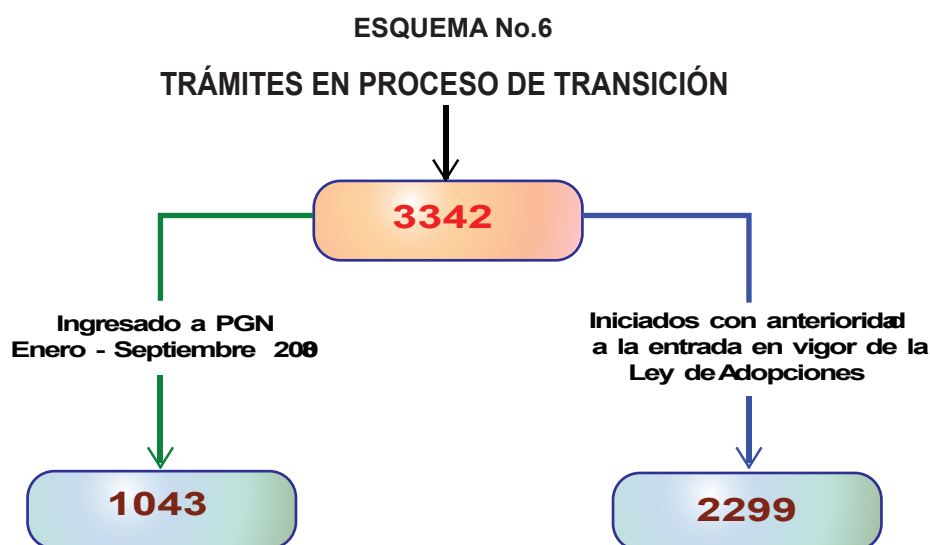 ESQUEMA No.6
TRÁMITES EN PROCESO DE TRANSICIÓN
3342
Ingresado a PGN
Enero - Septiembre
Iniciados con anterioridad
a la entrada en vigor de la
Ley de Adopciones
1043
2299